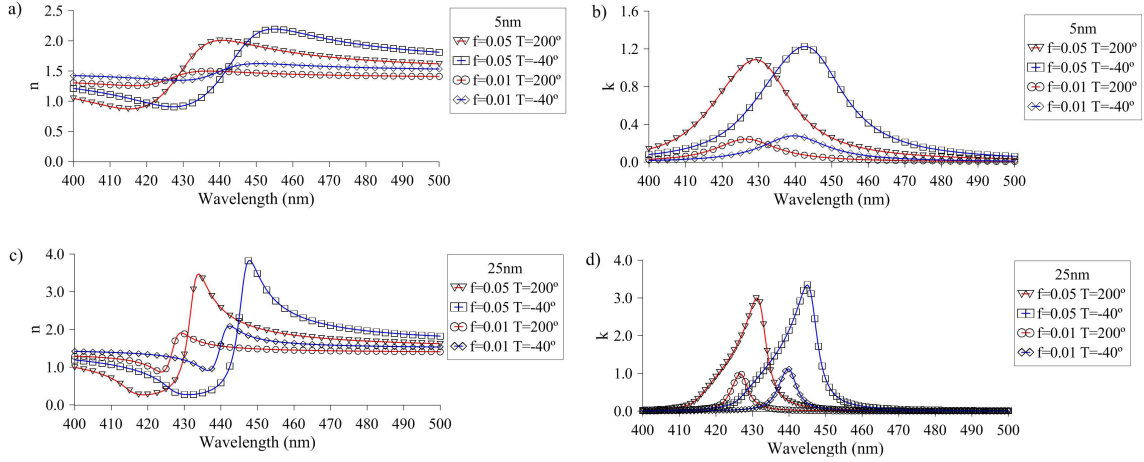 a)
2.5
2.0
1.5
1.0
0.5
0.0
n
400 410 420 430 440 450 460 470 480 490 500
Wavelength (nm)
5nm
f=0.05 T=200º
f=0.05 T=-40º
f=0.01 T=200º
f=0.01 T=-40º
b)
1.6
1.2
0.8
0.4
0.0
k
400 410 420 430 440 450 460 470 480 490 500
Wavelength (nm)
5nm
f=0.05 T=200º
f=0.05 T=-40º
f=0.01 T=200º
f=0.01 T=-40º
c)
4.0
3.0
2.0
1.0
0.0
n
400 410 420 430 440 450 460 470 480 490 500
Wavelength (nm)
25nm
f=0.05 T=200º
f=0.05 T=-40º
f=0.01 T=200º
f=0.01 T=-40º
d)
4.0
3.0
2.0
1.0
0.0
k
400 410 420 430 440 450 460 470 480 490 500
Wavelength (nm)
25nm
f=0.05 T=200º
f=0.05 T=-40º
f=0.01 T=200º
f=0.01 T=-40º